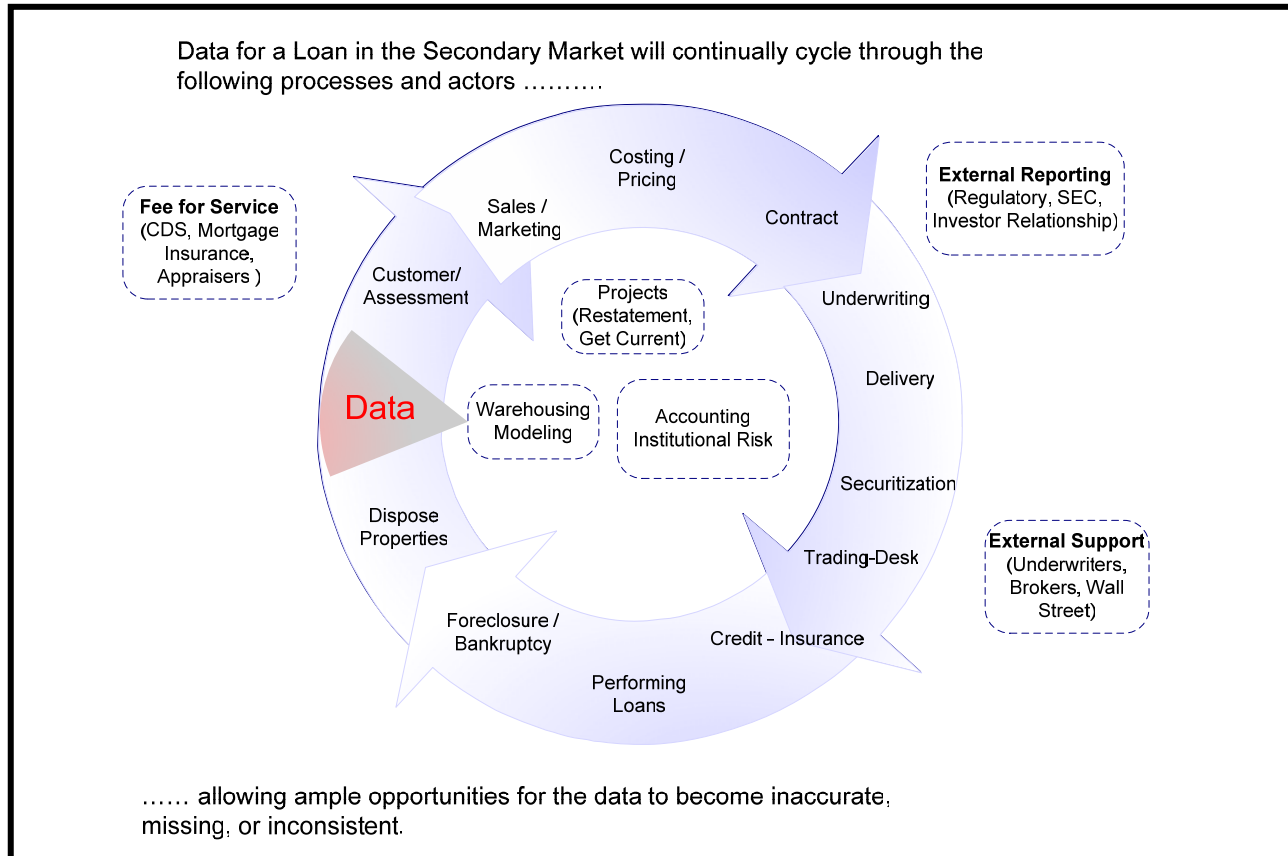 Data for a Loan in the Secondary Market will continually cycle through the
following processes and actors ……….
Costing /
Pricing
Sales /
Marketing
Contract
External Reporting
(Regulatory, SEC,
Investor Relationship)
Fee for Service
(CDS, Mortgage
Insurance,
Appraisers )
Customer/
Assessment
Projects
(Restatement,
Get Current)
Underwriting
Delivery
Data
Warehousing
Modeling
Accounting
Institutional Risk
Securitization
Dispose
Properties
Trading-Desk
External Support
(Underwriters,
Brokers, Wall
Street)
Foreclosure /
Bankruptcy
Credit – Insurance
Performing
Loans
…… allowing ample opportunities for the data to become inaccurate,
missing, or inconsistent.